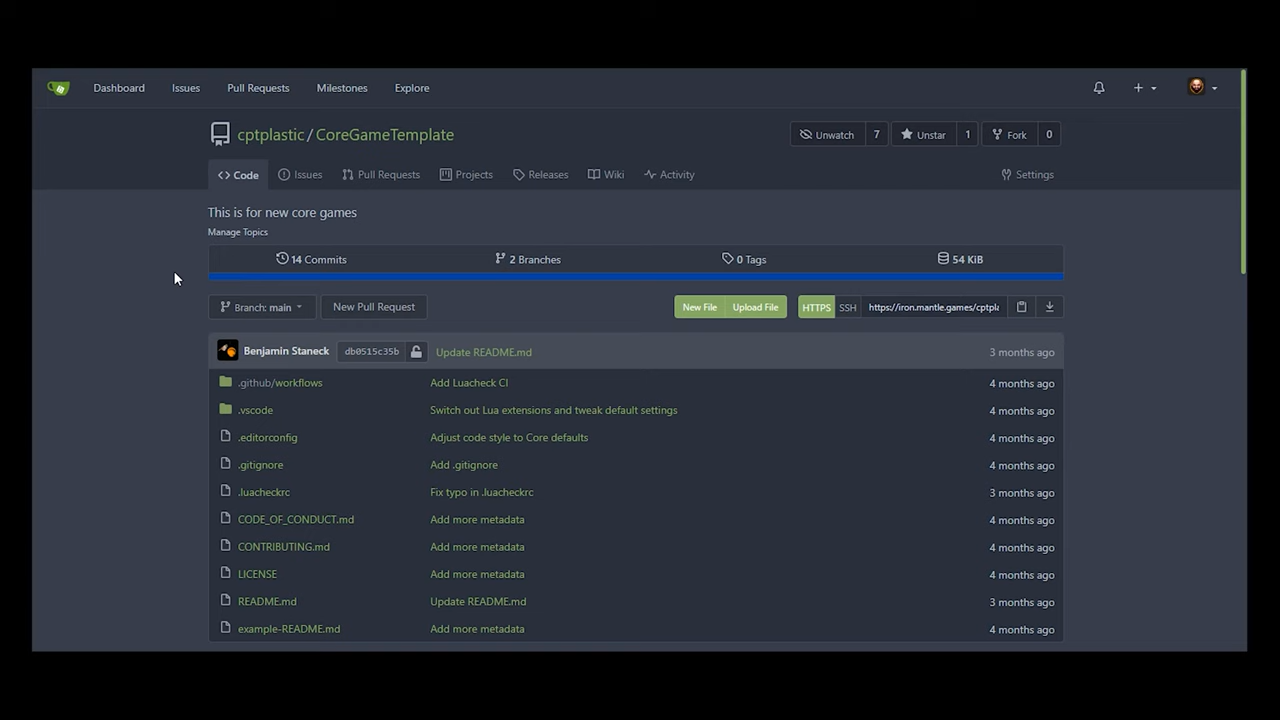 Dashboard Issues Pull Requests Milestones Explore
cptplastic / CoreGameTemplate Unwatch 7 Unstar 1 Fork 0
Code Issues Pull Requests Projects Releases Wiki Activity Settings
This is for new core games
Manage Topics
14 Commits 2 Branches 0 Tags 54 KiB
Branch: main New Pull Request New File Upload File HTTPS SSH https://iron.mantle.games/cptpla
Benjamin Staneck db0515c35b Update README.md 3 months ago
.github/workflows Add Luacheck CI 4 months ago
.vscode Switch out Lua extensions and tweak default settings 4 months ago
.editorconfig Adjust code style to Core defaults 4 months ago
.gitignore Add .gitignore 4 months ago
.luacheckrc Fix typo in .luacheckrc 3 months ago
CODE_OF_CONDUCT.md Add more metadata 4 months ago
CONTRIBUTING.md Add more metadata 4 months ago
LICENSE Add more metadata 4 months ago
README.md Update README.md 3 months ago
example-README.md Add more metadata 4 months ago